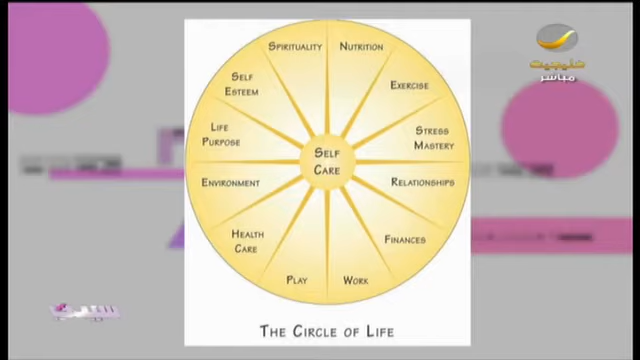 SPIRITUALITY
NUTRITION
SELF
ESTEEM
EXERCISE
LIFE
PURPOSE
STRESS
MASTERY
SELF
CARE
ENVIRONMENT
RELATIONSHIPS
HEALTH
CARE
FINANCES
PLAY
WORK
THE CIRCLE OF LIFE
خليجية
مباشر